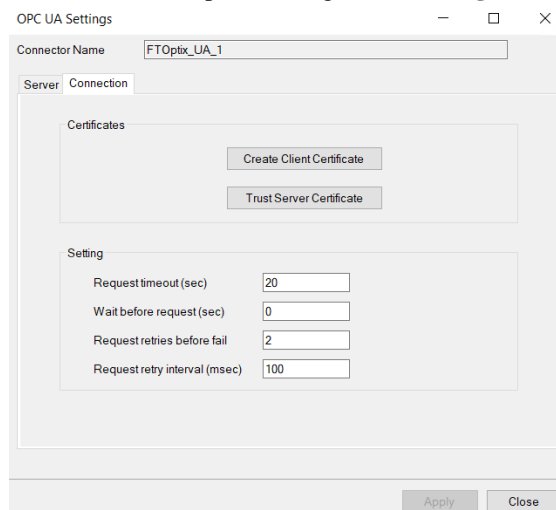 OPC UA Settings
Connector Name FTOptix_UA_1
Server Connection
Certificates
Create Client Certificate
Trust Server Certificate
Setting
Request timeout (sec) 20
Wait before request (sec) 0
Request retries before fail 2
Request retry interval (msec) 100
Apply Close